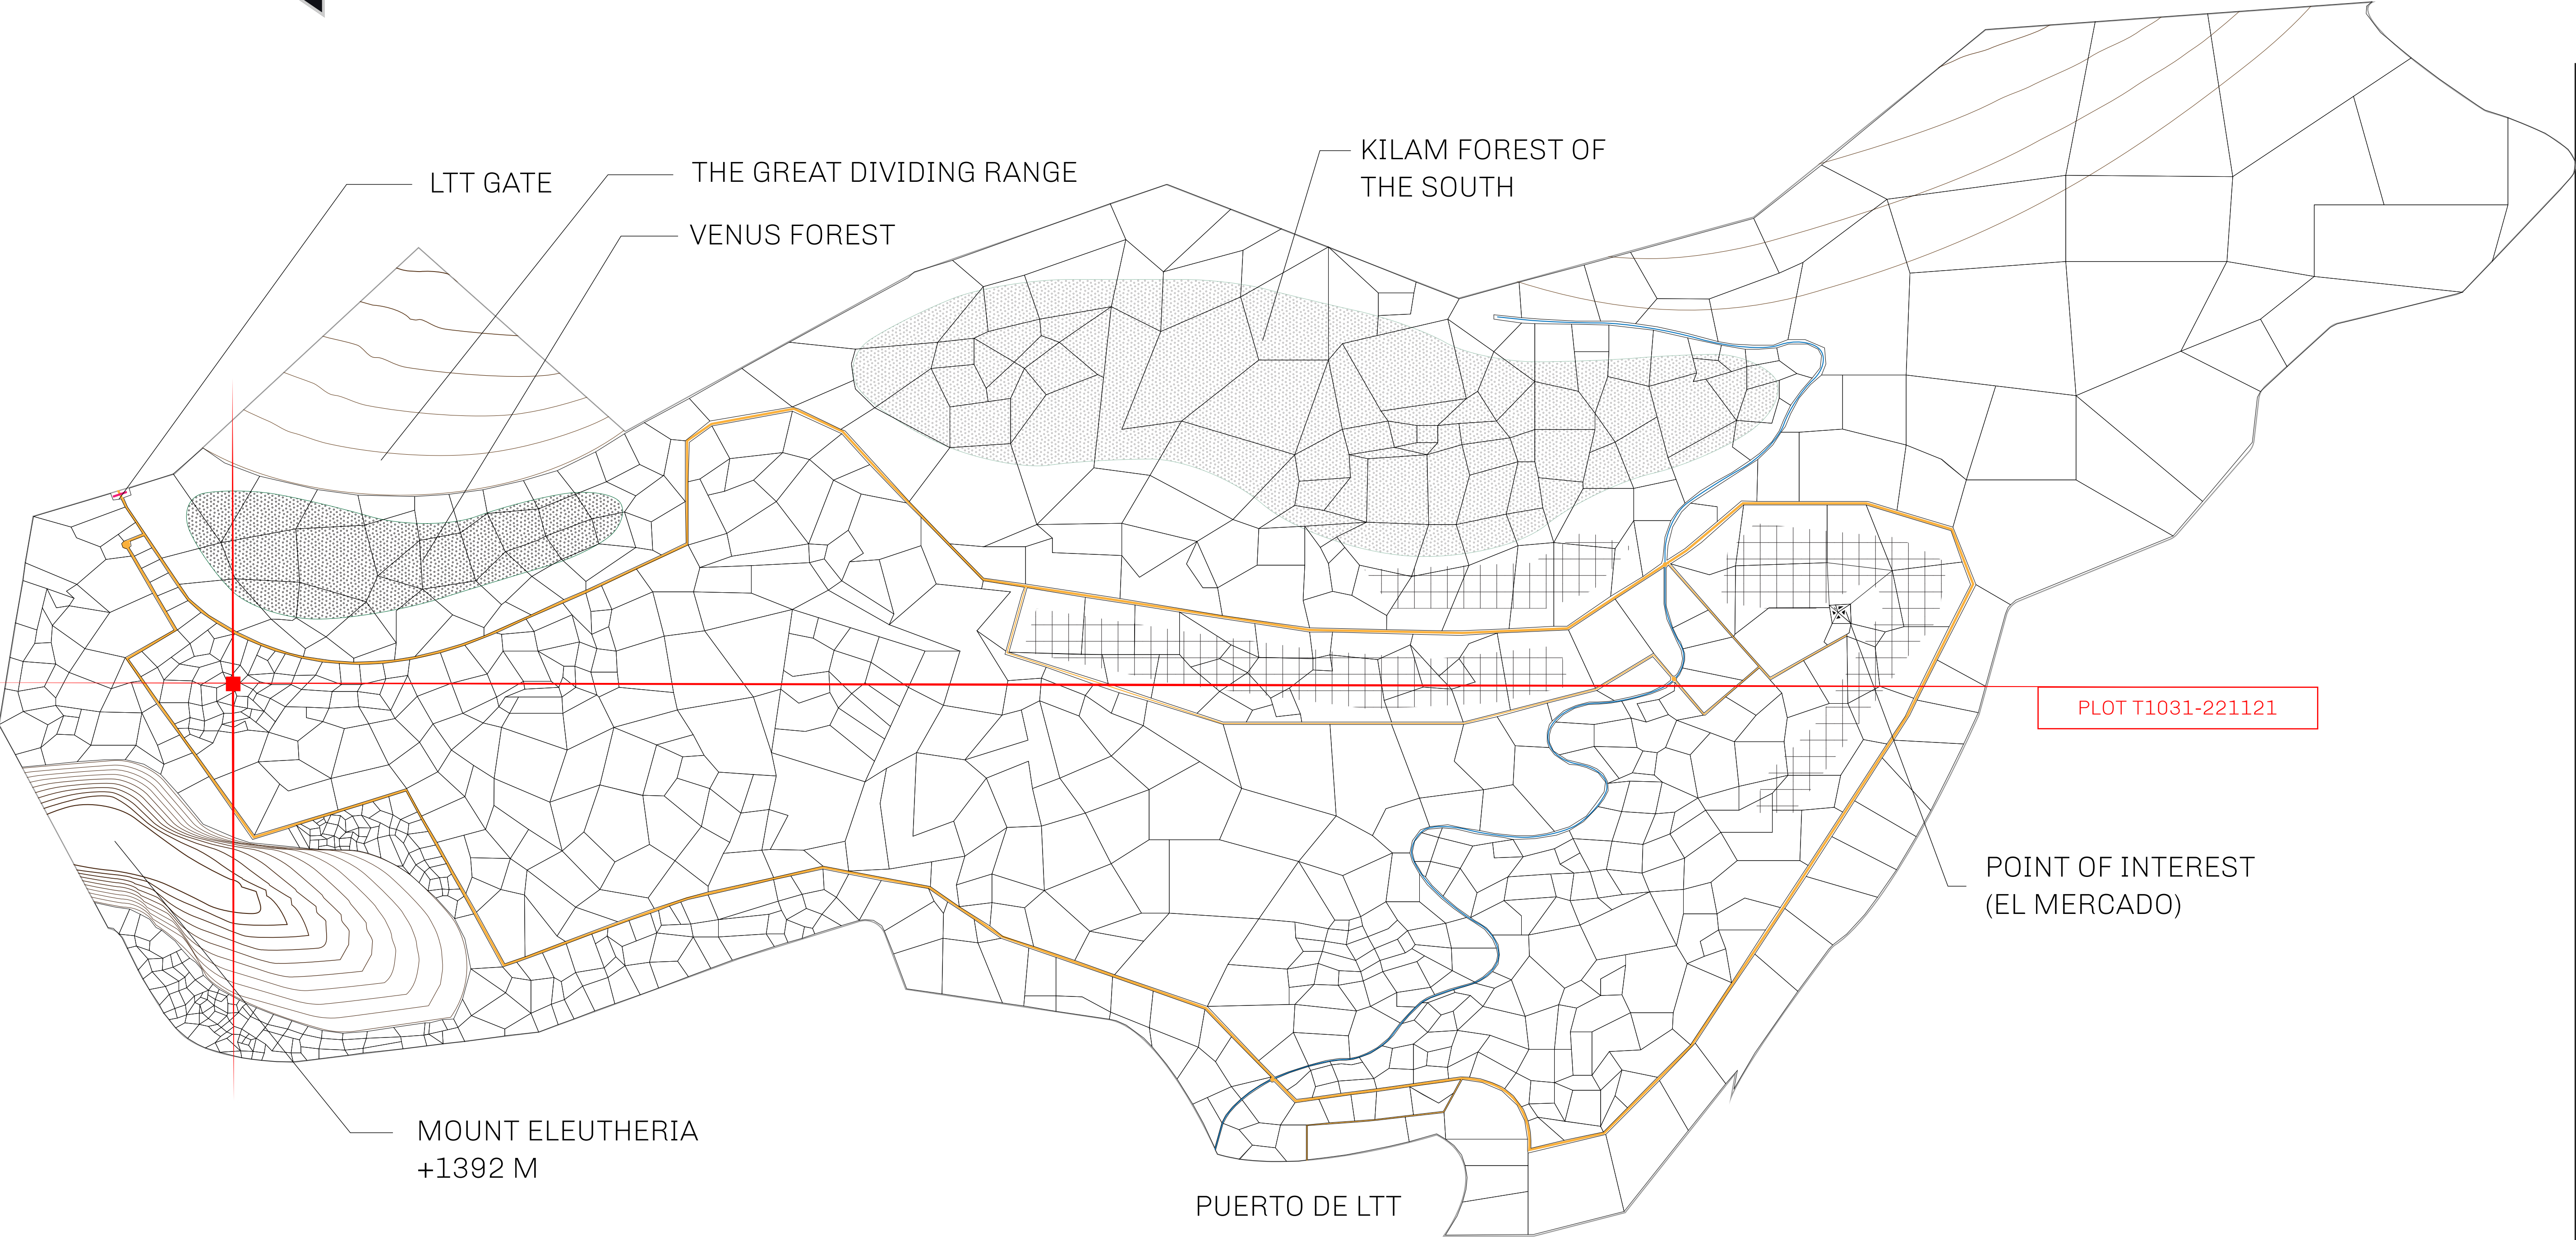 KILAM FOREST OF
THE SOUTH
THE GREAT DIVIDING RANGE
LTT GATE
VENUS FOREST
PLOT T1031-221121
POINT OF INTEREST
(EL MERCADO)
MOUNT ELEUTHERIA
+1392 M
PUERTO DE LTT